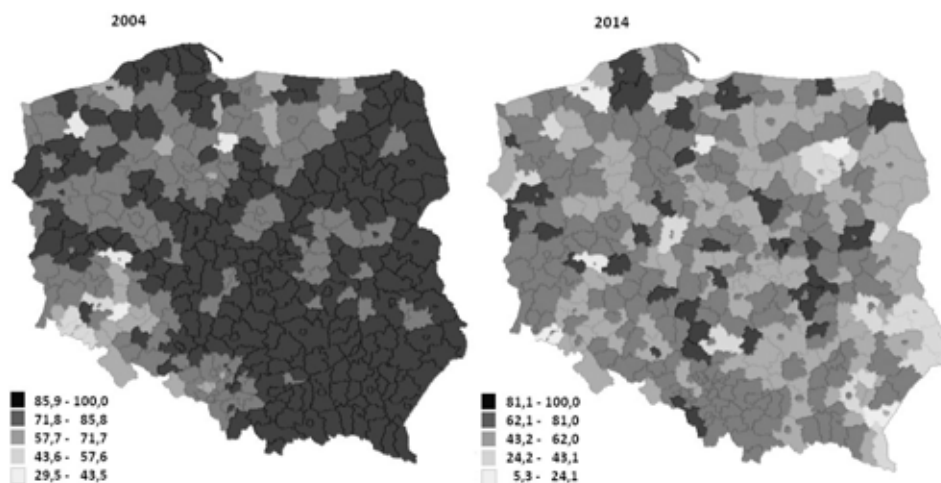 2004
2014
85,9 - 100,0
71,8 - 85,8
57,7 - 71,7
43,6 - 57,6
29,5 - 43,5
81,1 - 100,0
62,1 - 81,0
43,2 - 62,0
24,2 - 43,1
5,3 - 24,1